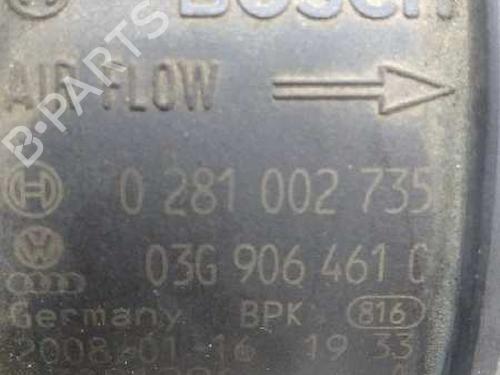 BOSCH
AIR FLOW
0 281 002 735
03G 906 461 C
Germany BPK 816
2008-01-16 19 33
B-PARTS